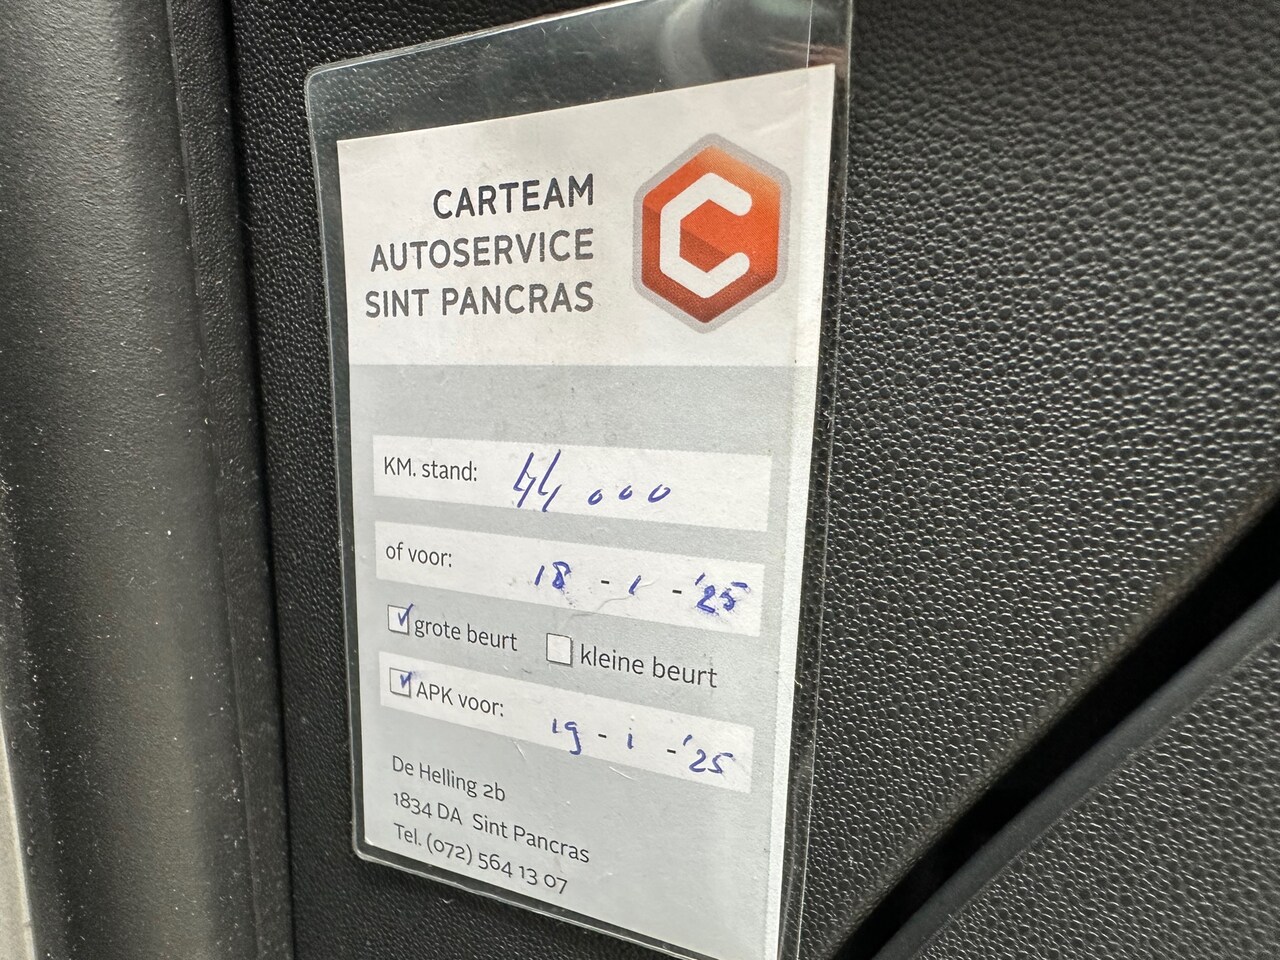 CARTEAM
AUTOSERVICE
SINT PANCRAS
C
KM. stand: 44 000
of voor: 18 - 1 - '25
grote beurt kleine beurt
APK voor: 19 - 1 - '25
De Helling 2b
1834 DA Sint Pancras
Tel. (072) 564 13 07